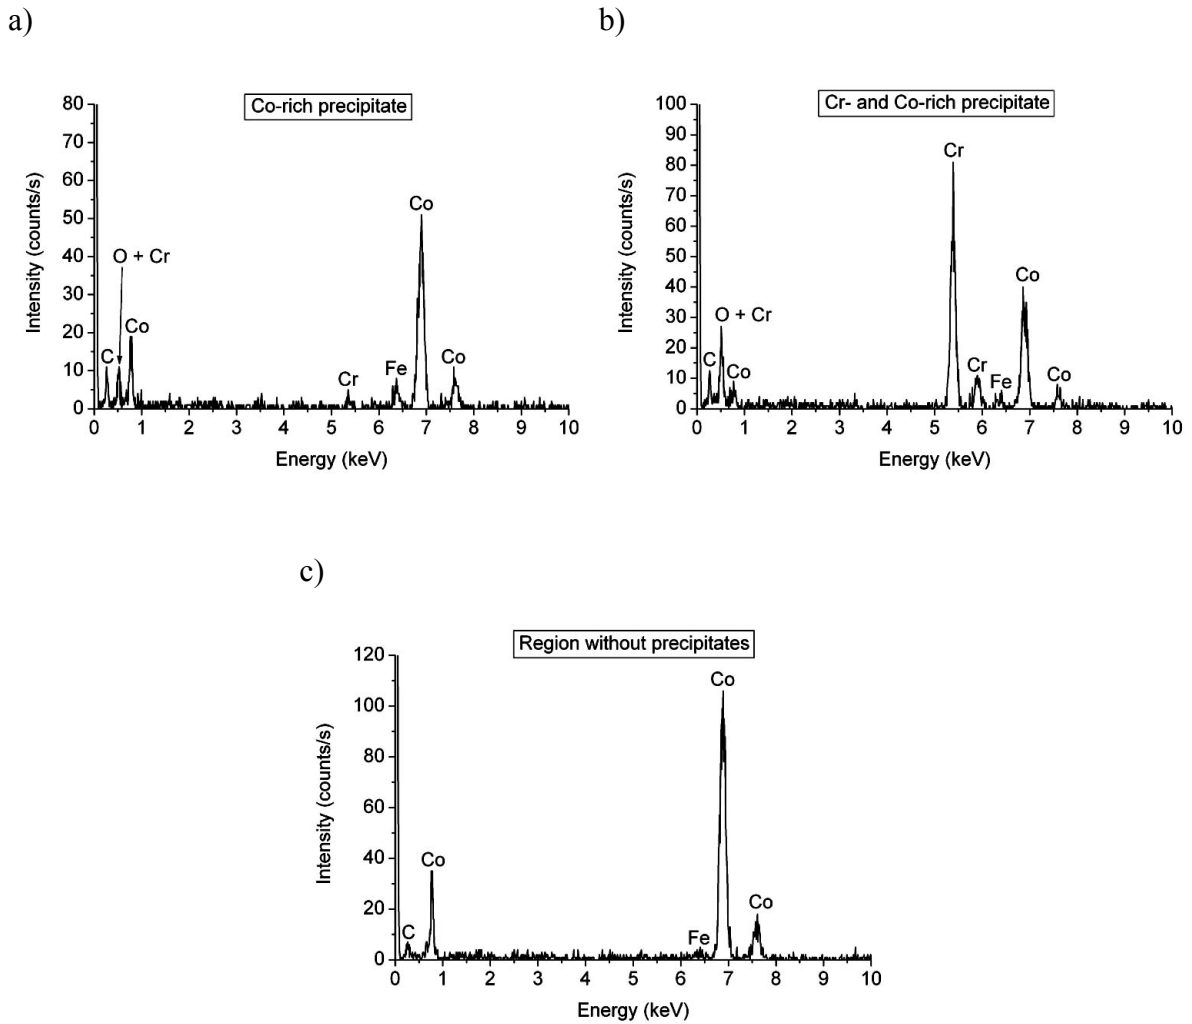 a)
Co-rich precipitate
80
70
60
50
40
30
20
10
0
Intensity (counts/s)
C
O + Cr
Co
Cr
Fe
Co
Co
0 1 2 3 4 5 6 7 8 9 10
Energy (keV)
b)
Cr- and Co-rich precipitate
100
90
80
70
60
50
40
30
20
10
0
Intensity (counts/s)
C
O + Cr
Co
Cr
Cr
Fe
Co
Co
0 1 2 3 4 5 6 7 8 9 10
Energy (keV)
c)
Region without precipitates
120
100
80
60
40
20
0
Intensity (counts/s)
C
Co
Fe
Co
Co
0 1 2 3 4 5 6 7 8 9 10
Energy (keV)